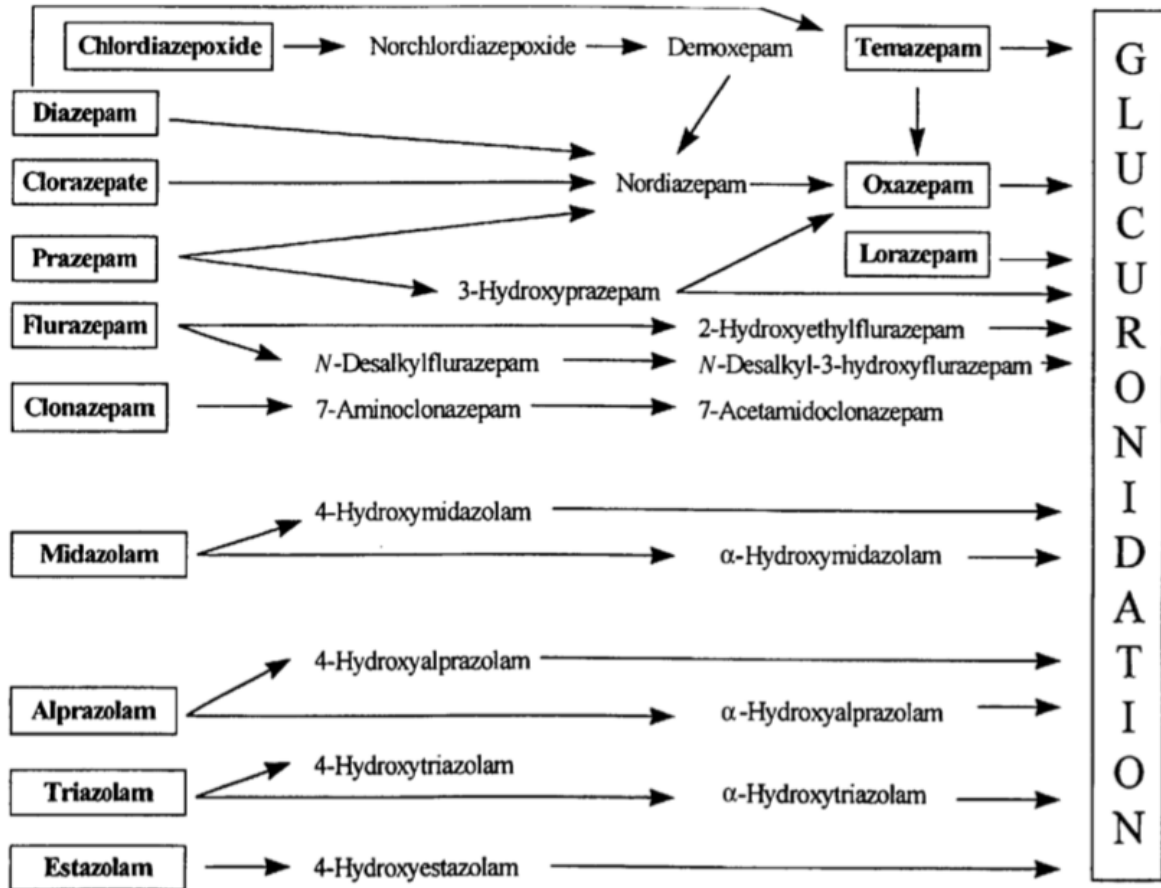 Chlordiazepoxide Norchlordiazepoxide Demoxepam Temazepam
Diazepam
Clorazepate Nordiazepam Oxazepam
Prazepam Lorazepam
3-Hydroxyprazepam
Flurazepam 2-Hydroxyethylflurazepam
N-Desalkylflurazepam N-Desalkyl-3-hydroxyflurazepam
Clonazepam 7-Aminoclonazepam 7-Acetamidoclonazepam
4-Hydroxymidazolam
Midazolam α-Hydroxymidazolam
4-Hydroxyalprazolam
Alprazolam α-Hydroxyalprazolam
4-Hydroxytriazolam
Triazolam α-Hydroxytriazolam
Estazolam 4-Hydroxyestazolam
GLUCURONIDATION